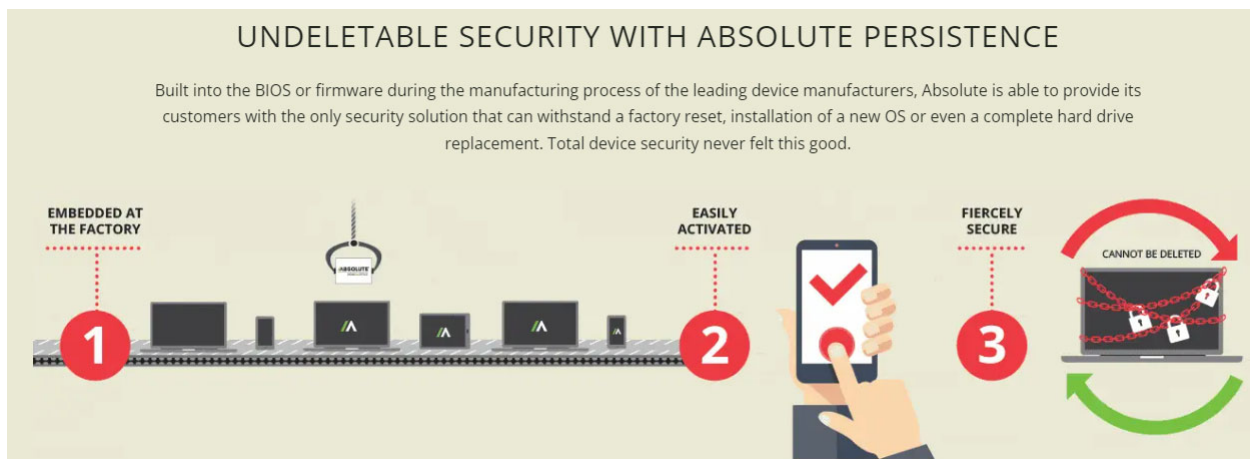 UNDELETABLE SECURITY WITH ABSOLUTE PERSISTENCE
Built into the BIOS or firmware during the manufacturing process of the leading device manufacturers, Absolute is able to provide its
customers with the only security solution that can withstand a factory reset, installation of a new OS or even a complete hard drive
replacement. Total device security never felt this good.
EMBEDDED AT
THE FACTORY
1
ABSOLUTE
EASILY
ACTIVATED
2
FIERCELY
SECURE
3
CANNOT BE DELETED